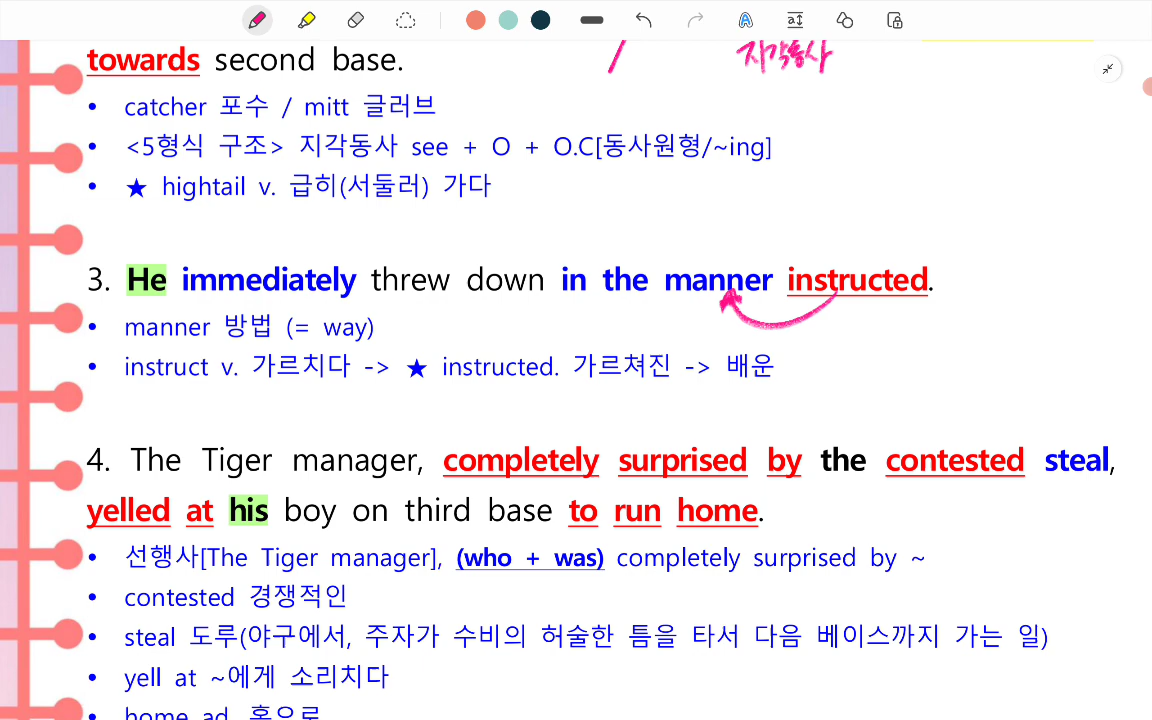 지각동사
towards second base.
• catcher 포수 / mitt 글러브
• <5형식 구조> 지각동사 see + O + O.C[동사원형/~ing]
• ★ hightail v. 급히(서둘러) 가다
3. He immediately threw down in the manner instructed.
• manner 방법 (= way)
• instruct v. 가르치다 -> ★ instructed. 가르쳐진 -> 배운
4. The Tiger manager, completely surprised by the contested steal,
yelled at his boy on third base to run home.
• 선행사[The Tiger manager], (who + was) completely surprised by ~
• contested 경쟁적인
• steal 도루(야구에서, 주자가 수비의 허술한 틈을 타서 다음 베이스까지 가는 일)
• yell at ~에게 소리치다
• home ad. 홈으로